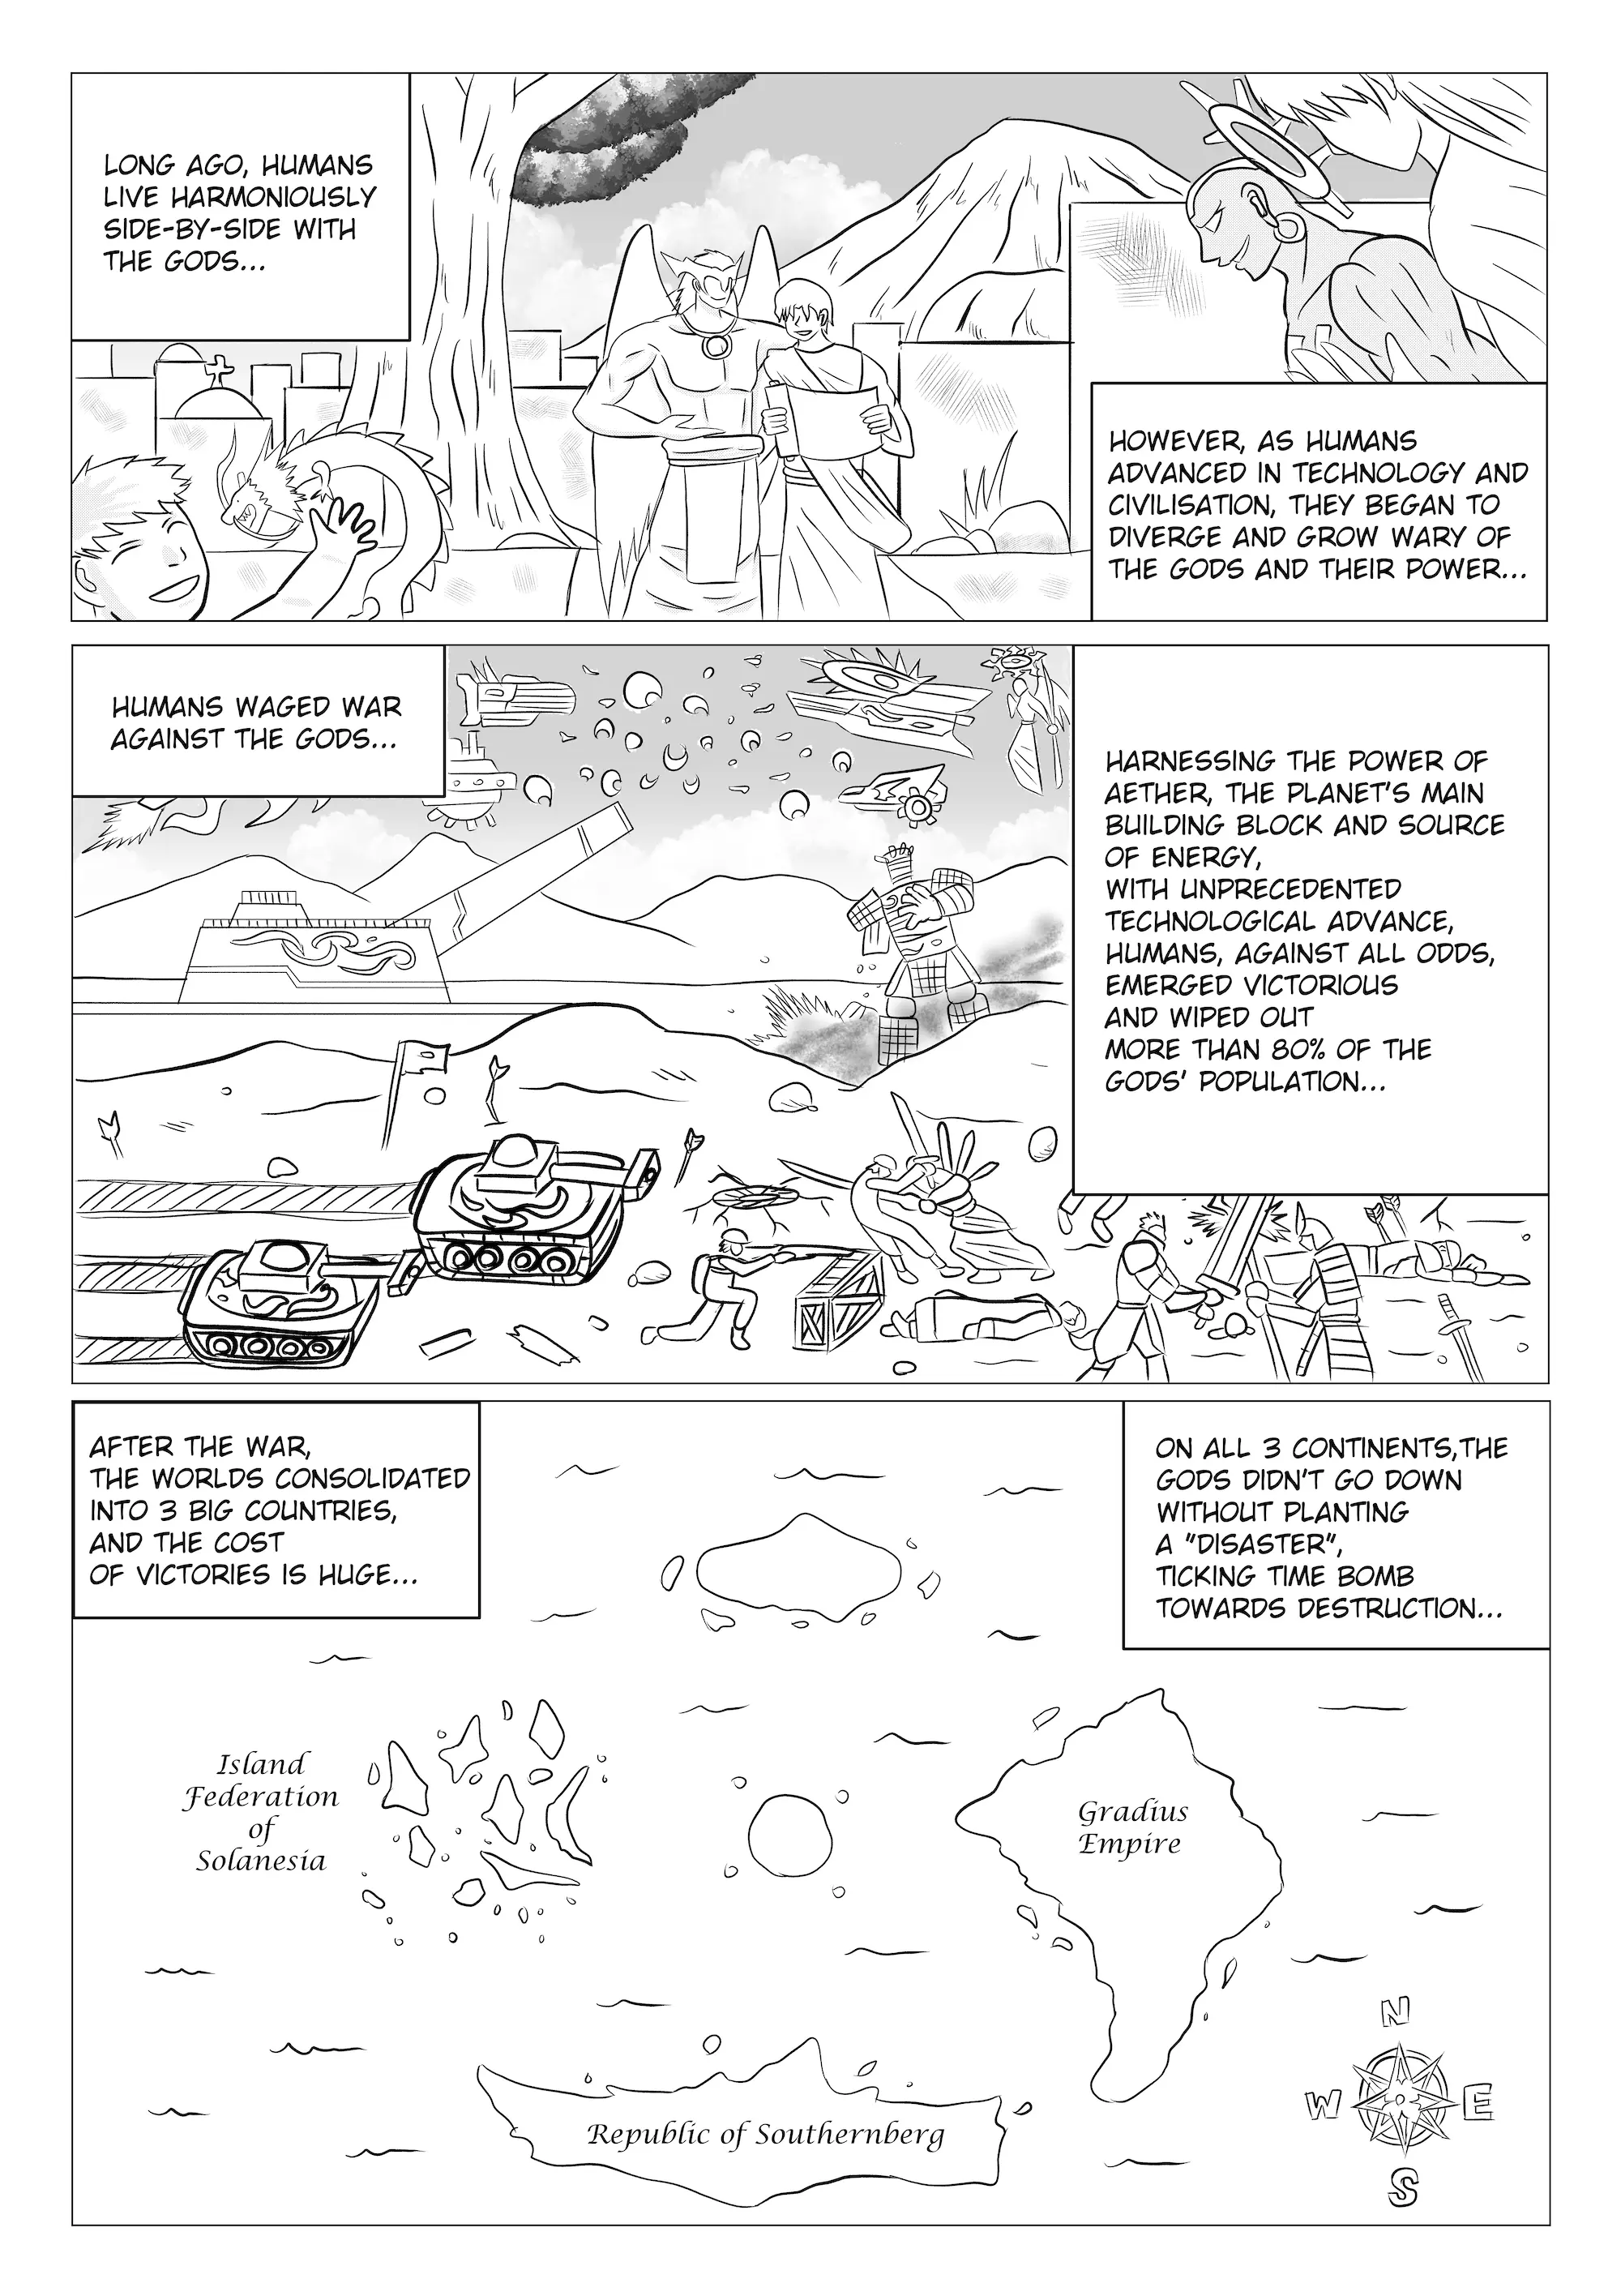 LONG AGO, HUMANS
LIVE HARMONIOUSLY
SIDE-BY-SIDE WITH
THE GODS...
HOWEVER, AS HUMANS
ADVANCED IN TECHNOLOGY AND
CIVILISATION, THEY BEGAN TO
DIVERGE AND GROW WARY OF
THE GODS AND THEIR POWER...
HUMANS WAGED WAR
AGAINST THE GODS...
HARNESSING THE POWER OF
AETHER, THE PLANET'S MAIN
BUILDING BLOCK AND SOURCE
OF ENERGY,
WITH UNPRECEDENTED
TECHNOLOGICAL ADVANCE,
HUMANS, AGAINST ALL ODDS,
EMERGED VICTORIOUS
AND WIPED OUT
MORE THAN 80% OF THE
GODS' POPULATION...
AFTER THE WAR,
THE WORLDS CONSOLIDATED
INTO 3 BIG COUNTRIES,
AND THE COST
OF VICTORIES IS HUGE...
ON ALL 3 CONTINENTS,THE
GODS DIDN'T GO DOWN
WITHOUT PLANTING
A "DISASTER",
TICKING TIME BOMB
TOWARDS DESTRUCTION...
Island
Federation
of
Solanesia
Gradius
Empire
Republic of Southernberg
N
W E
S